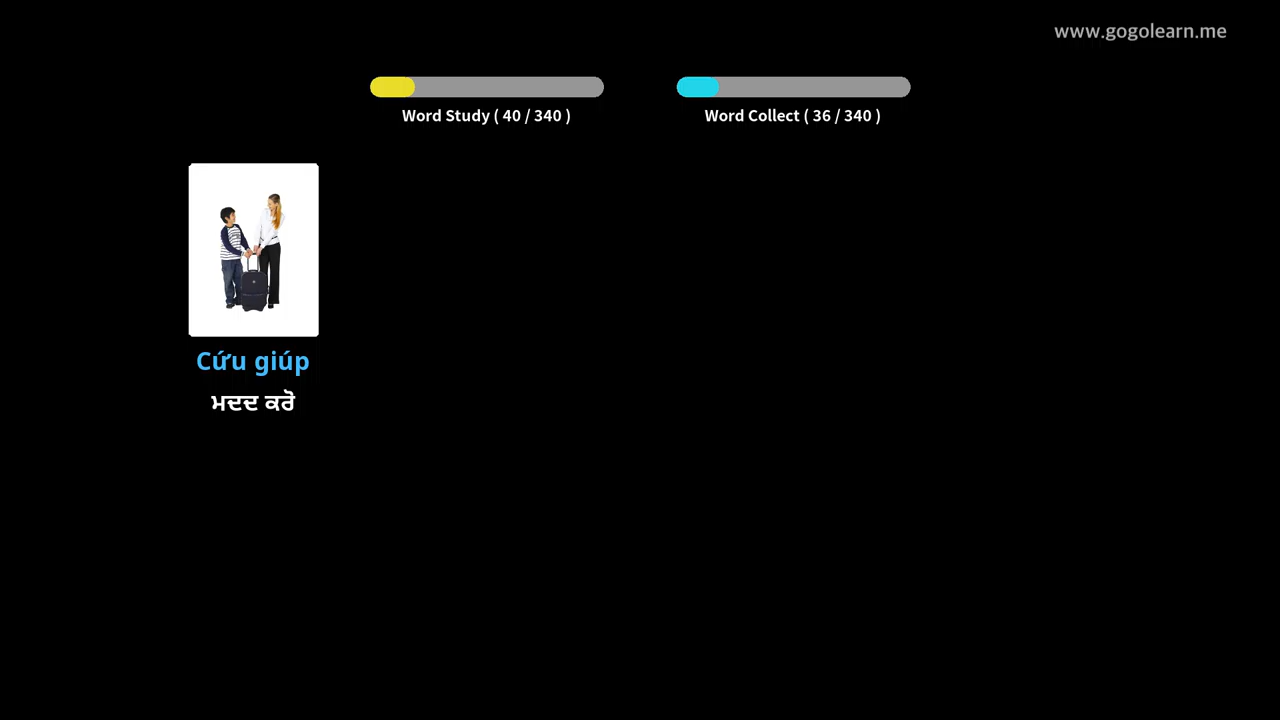 www.gogolearn.me
Word Study ( 40 / 340 )
Word Collect ( 36 / 340 )
Cứu giúp
ਮਦਦ ਕਰੋ